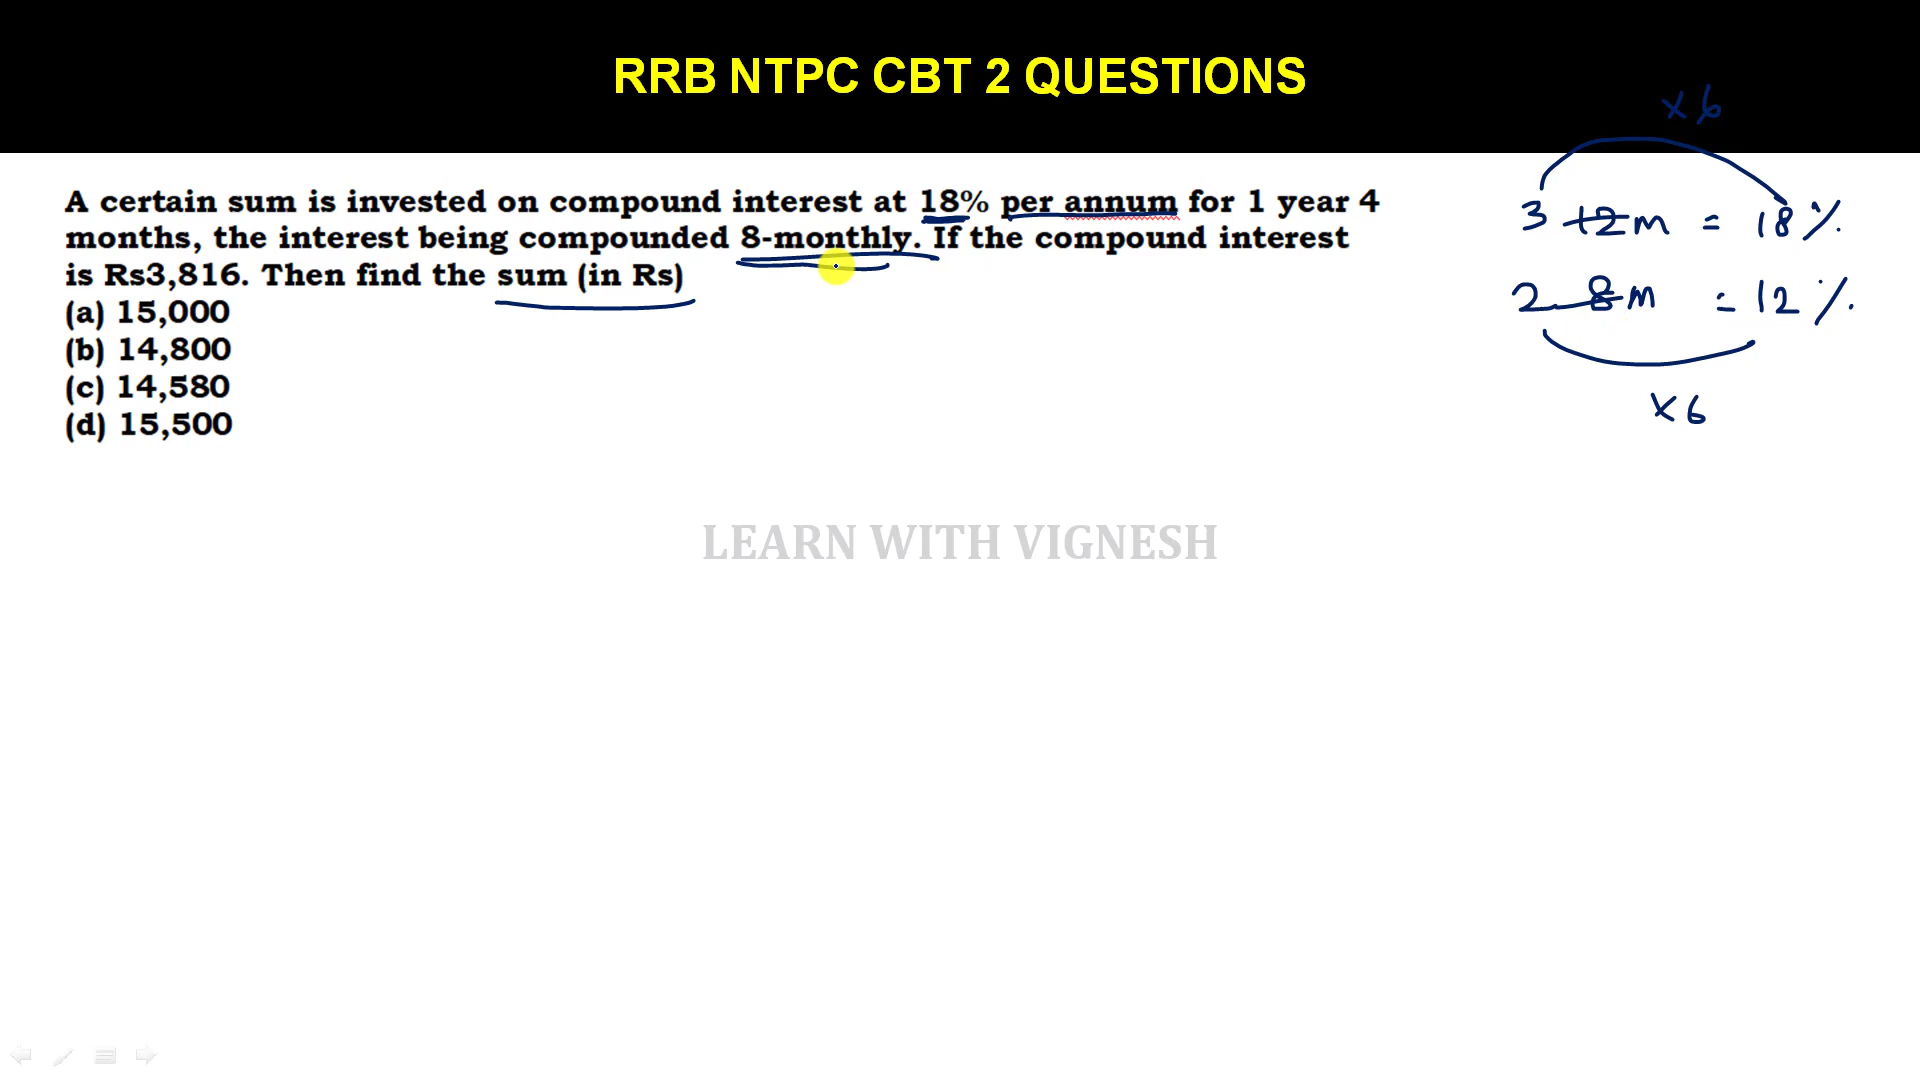 RRB NTPC CBT 2 QUESTIONS
×6
A certain sum is invested on compound interest at 18% per annum for 1 year 4
months, the interest being compounded 8-monthly. If the compound interest
is Rs3,816. Then find the sum (in Rs)
(a) 15,000
(b) 14,800
(c) 14,580
(d) 15,500
3 12m = 18%
2 8m = 12%
×6
LEARN WITH VIGNESH